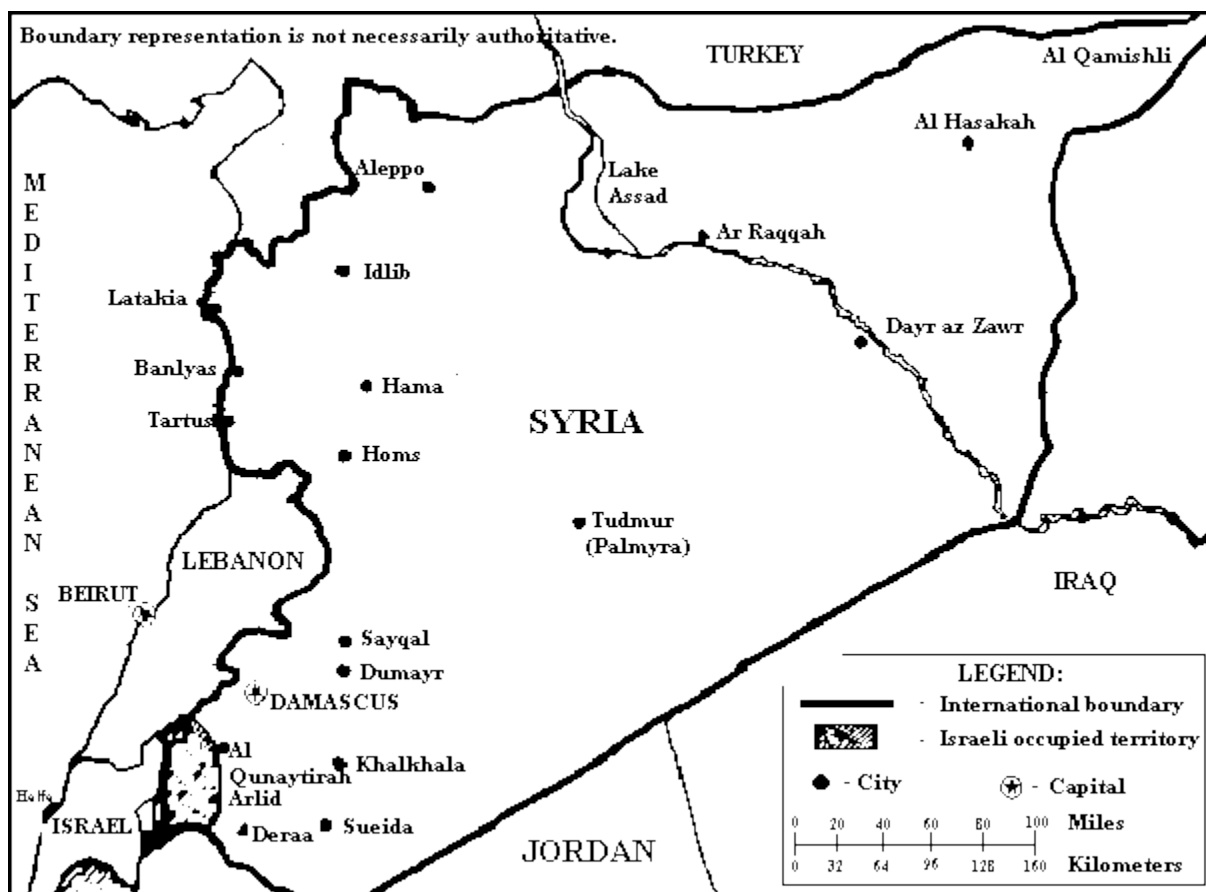 Boundary representation is not necessarily authoritative.
TURKEY
Al Qamishli
Al Hasakah
Aleppo
Lake
Assad
MEDITERRANEAN SEA
Ar Raqqah
Idlib
Latakia
Dayr az Zawr
Banlyas
Hama
Tartus
SYRIA
Homs
Tudmur
(Palmyra)
LEBANON
IRAQ
BEIRUT
Sayqal
Dumayr
DAMASCUS
Al
Qunaytirah
Arlid
Khalkhala
Haifa
ISRAEL
Deraa
Sueida
JORDAN
LEGEND:
- International boundary
- Israeli occupied territory
- City
- Capital
0 20 40 60 80 100 Miles
0 32 64 96 128 160 Kilometers